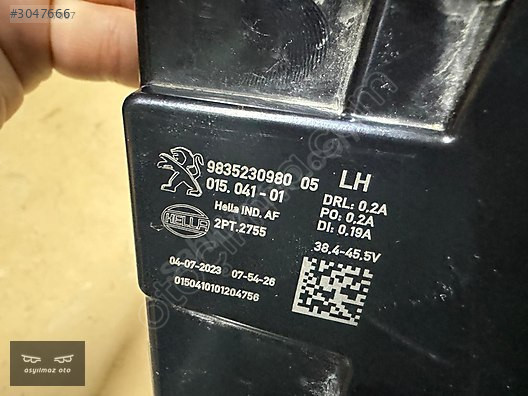 #3047666
9835230980 05 LH
015.041-01
Hella IND. AF
HELLA 2PT.2755
DRL: 0.2A
PO: 0.2A
DI: 0.19A
38.4-45.5V
04-07-2023 07-54-26
0150410101204756
asyılmaz oto